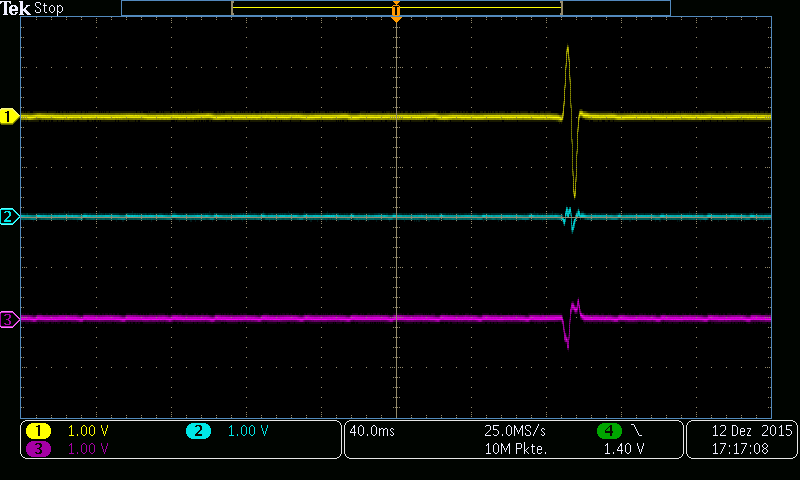 Tek Stop
T
1
2
3
1 1.00 V 2 1.00 V 40.0ms 25.0MS/s 4 12 Dez 2015
3 1.00 V 10M Pkte. 1.40 V 17:17:08